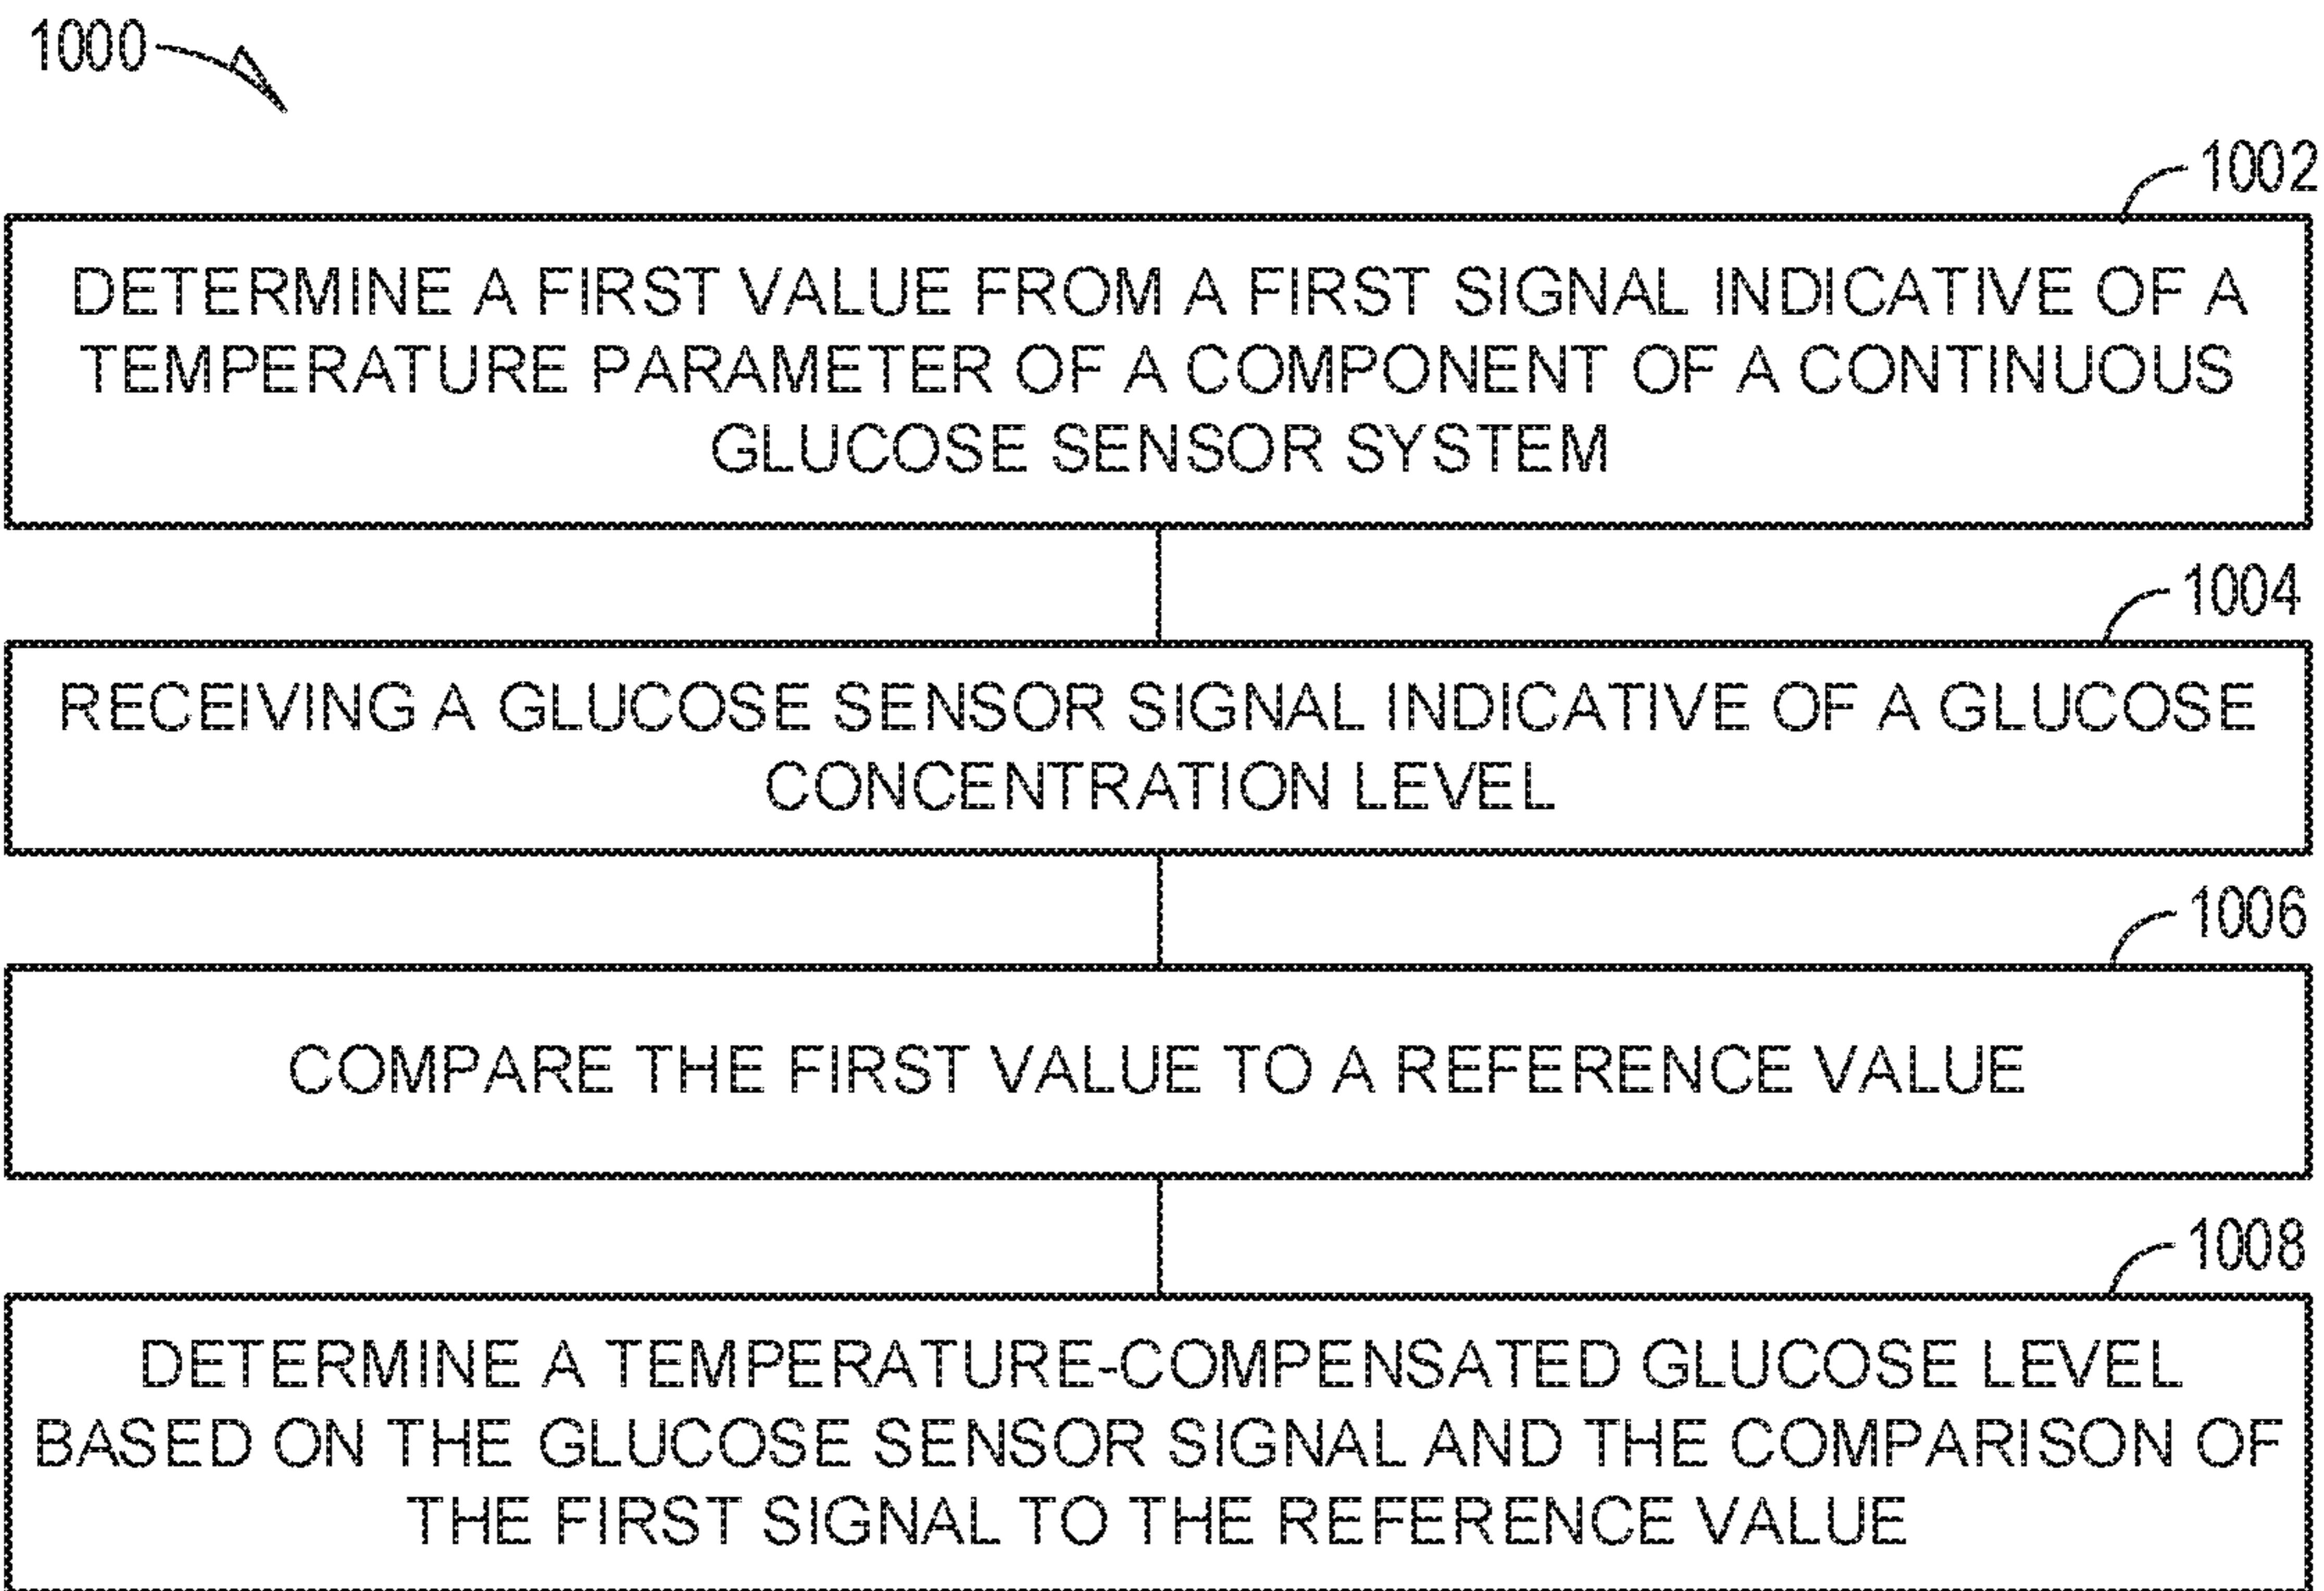 1000
1002
DETERMINE A FIRST VALUE FROM A FIRST SIGNAL INDICATIVE OF A
TEMPERATURE PARAMETER OF A COMPONENT OF A CONTINUOUS
GLUCOSE SENSOR SYSTEM
1004
RECEIVING A GLUCOSE SENSOR SIGNAL INDICATIVE OF A GLUCOSE
CONCENTRATION LEVEL
1006
COMPARE THE FIRST VALUE TO A REFERENCE VALUE
1008
DETERMINE A TEMPERATURE-COMPENSATED GLUCOSE LEVEL
BASED ON THE GLUCOSE SENSOR SIGNAL AND THE COMPARISON OF
THE FIRST SIGNAL TO THE REFERENCE VALUE